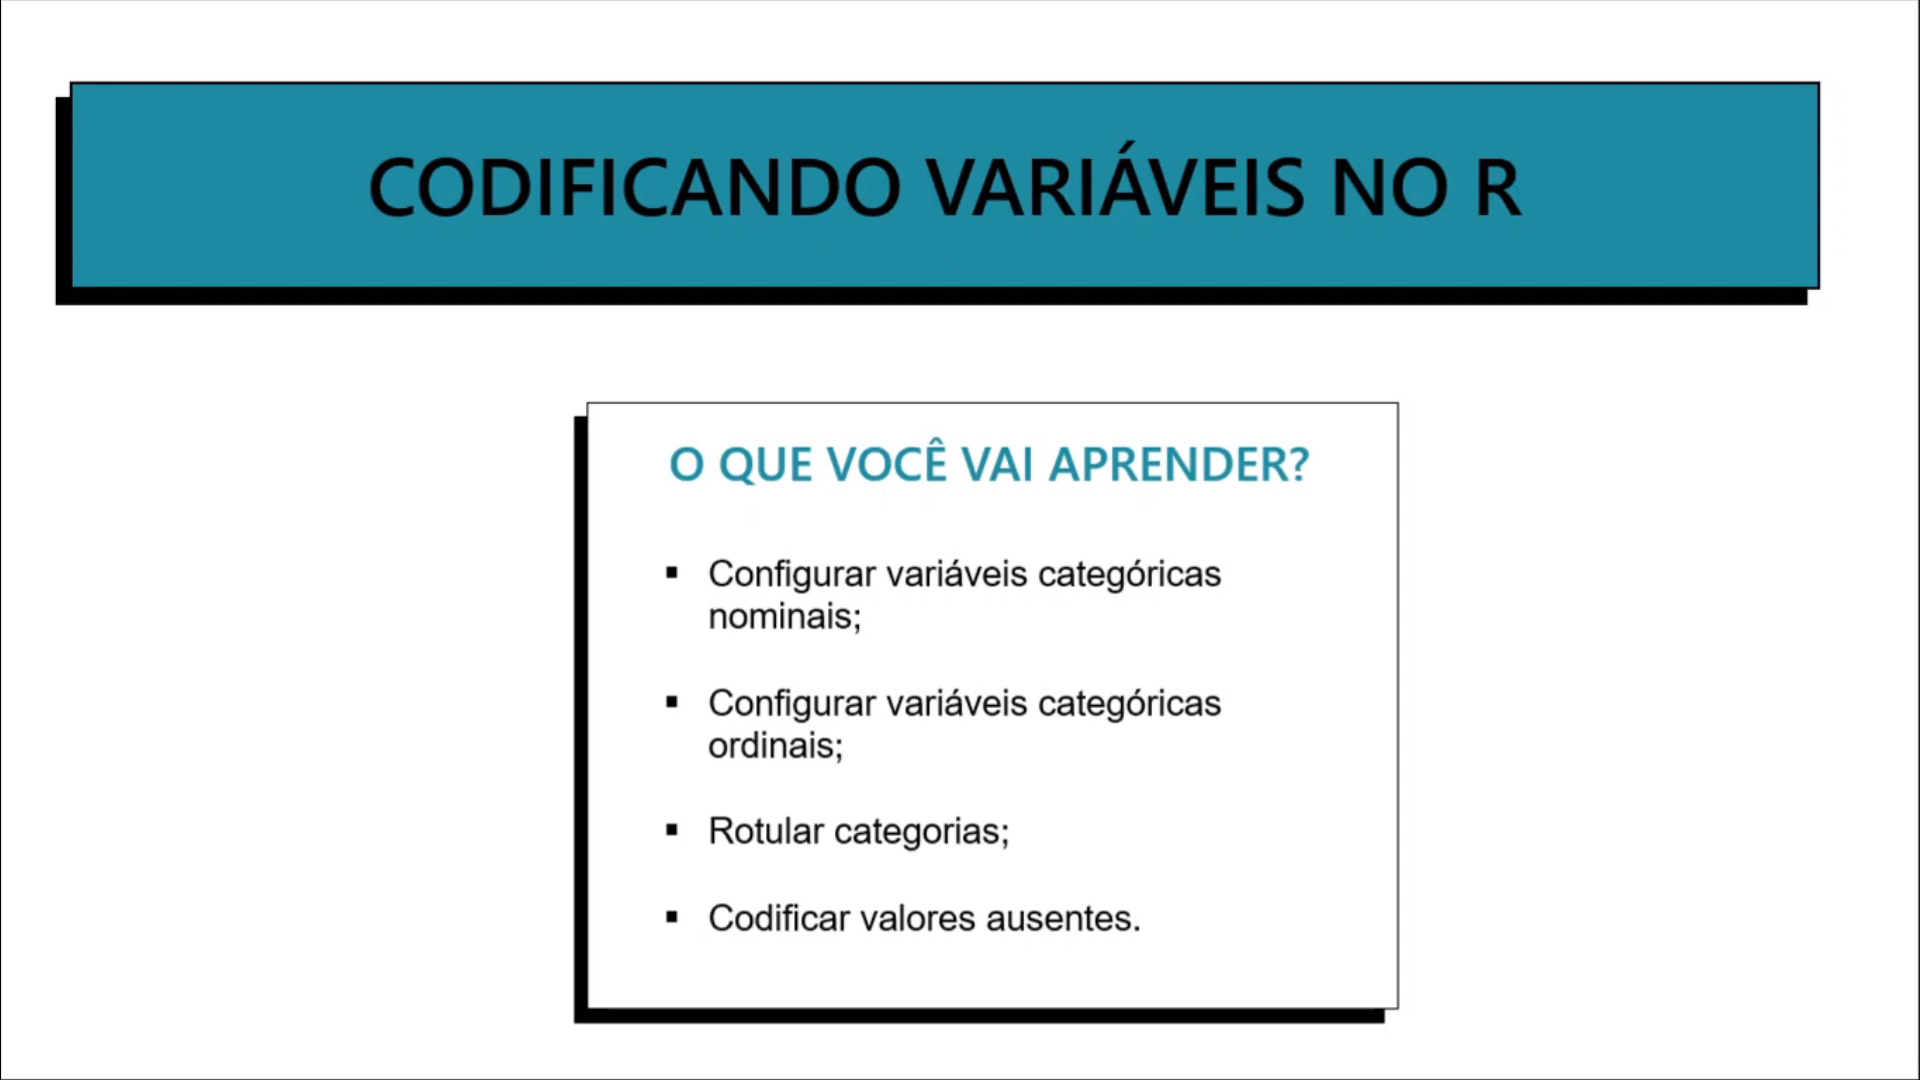 CODIFICANDO VARIÁVEIS NO R
O QUE VOCÊ VAI APRENDER?
▪ Configurar variáveis categóricas
nominais;
▪ Configurar variáveis categóricas
ordinais;
▪ Rotular categorias;
▪ Codificar valores ausentes.